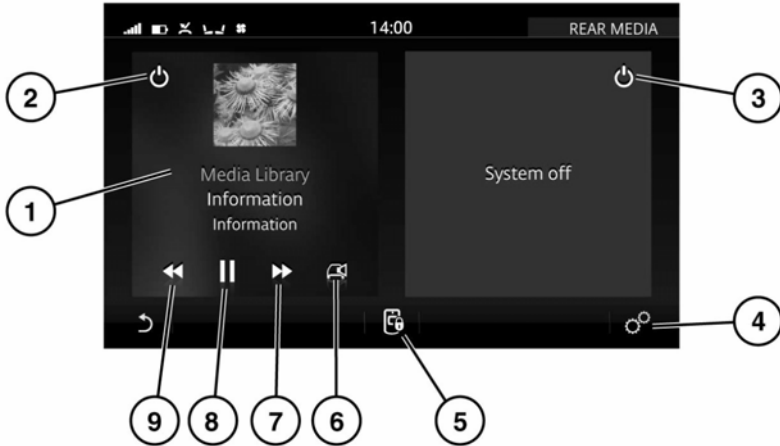 14:00
REAR MEDIA
2
3
Media Library
System off
1
Information
Information
4
9
8
7
6
5